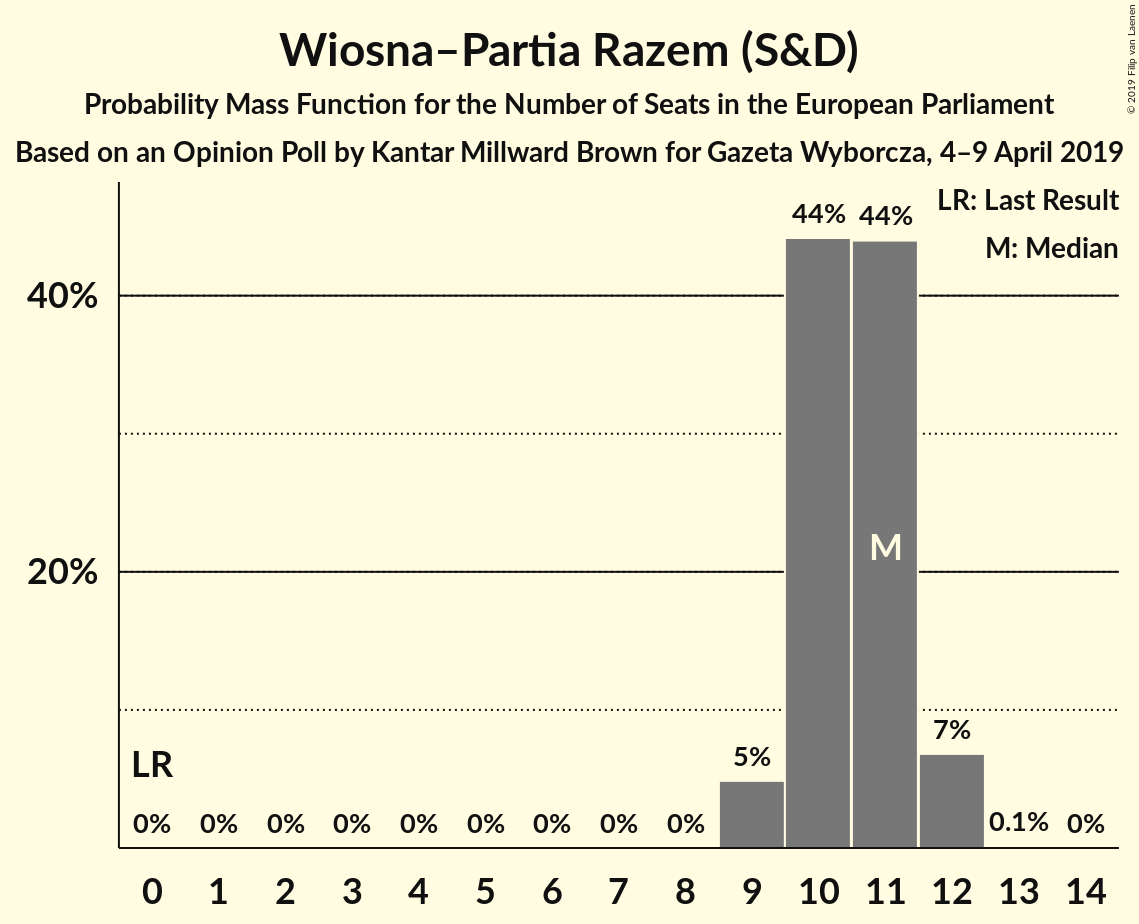 Wiosna–Partia Razem (S&D)
Probability Mass Function for the Number of Seats in the European Parliament
Based on an Opinion Poll by Kantar Millward Brown for Gazeta Wyborcza, 4–9 April 2019
© 2019 Filip van Laenen
LR: Last Result
M: Median
44% 44%
40%
M
20%
7%
5%
LR
0% 0% 0% 0% 0% 0% 0% 0% 0% 0.1% 0%
0 1 2 3 4 5 6 7 8 9 10 11 12 13 14